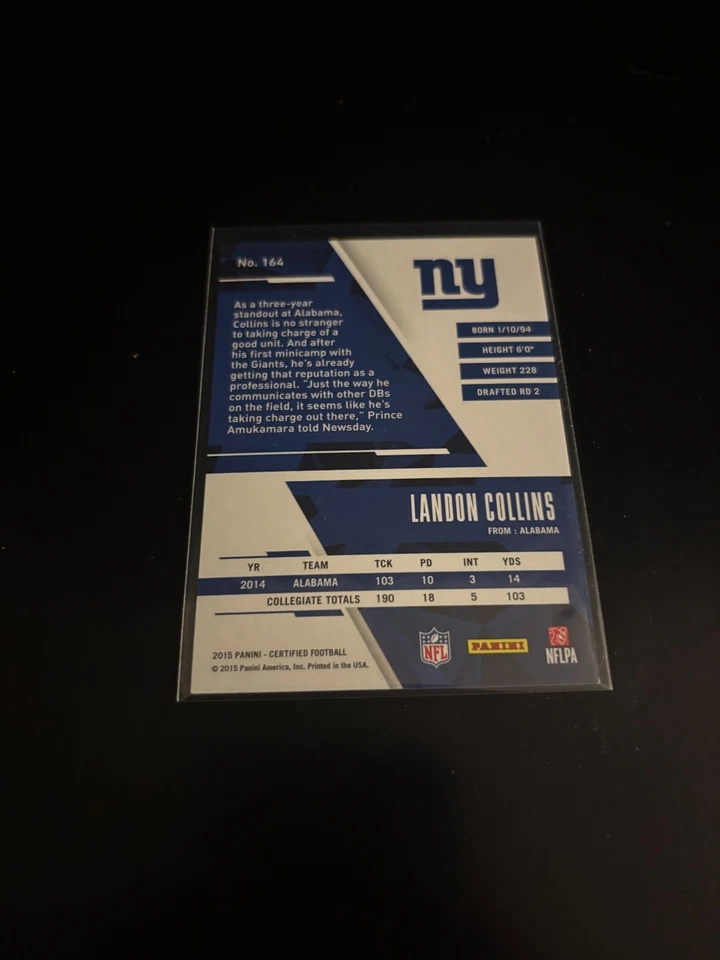 No. 164
ny
As a three-year
standout at Alabama,
Collins is no stranger
to taking charge of a
good unit. And after
his first minicamp with
the Giants, he's already
getting that reputation as a
professional. "Just the way he
communicates with other DBs
on the field, it seems like he's
taking charge out there," Prince
Amukamara told Newsday.
BORN 1/10/94
HEIGHT 6'0"
WEIGHT 228
DRAFTED RD 2
LANDON COLLINS
FROM : ALABAMA
YR TEAM TCK PD INT YDS
2014 ALABAMA 103 10 3 14
COLLEGIATE TOTALS 190 18 5 103
2015 PANINI - CERTIFIED FOOTBALL
© 2015 Panini America, Inc. Printed in the USA.
NFL
PANINI
NFLPA